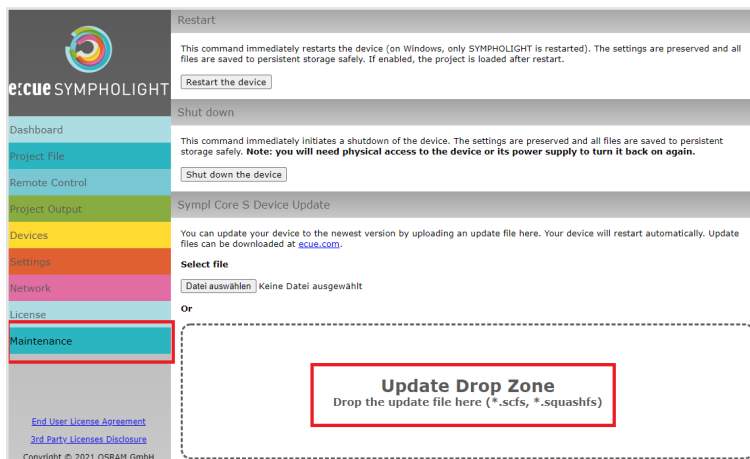 e:cue SYMPHOLIGHT
Dashboard
Project File
Remote Control
Project Output
Devices
Settings
Network
License
Maintenance
End User License Agreement
3rd Party Licenses Disclosure
Copyright © 2021 OSRAM GmbH
Restart
This command immediately restarts the device (on Windows, only SYMPHOLIGHT is restarted). The settings are preserved and all
files are saved to persistent storage safely. If enabled, the project is loaded after restart.
Restart the device
Shut down
This command immediately initiates a shutdown of the device. The settings are preserved and all files are saved to persistent
storage safely. Note: you will need physical access to the device or its power supply to turn it back on again.
Shut down the device
Sympl Core S Device Update
You can update your device to the newest version by uploading an update file here. Your device will restart automatically. Update
files can be downloaded at ecue.com.
Select file
Datei auswählen Keine Datei ausgewählt
Or
Update Drop Zone
Drop the update file here (*.scfs, *.squashfs)